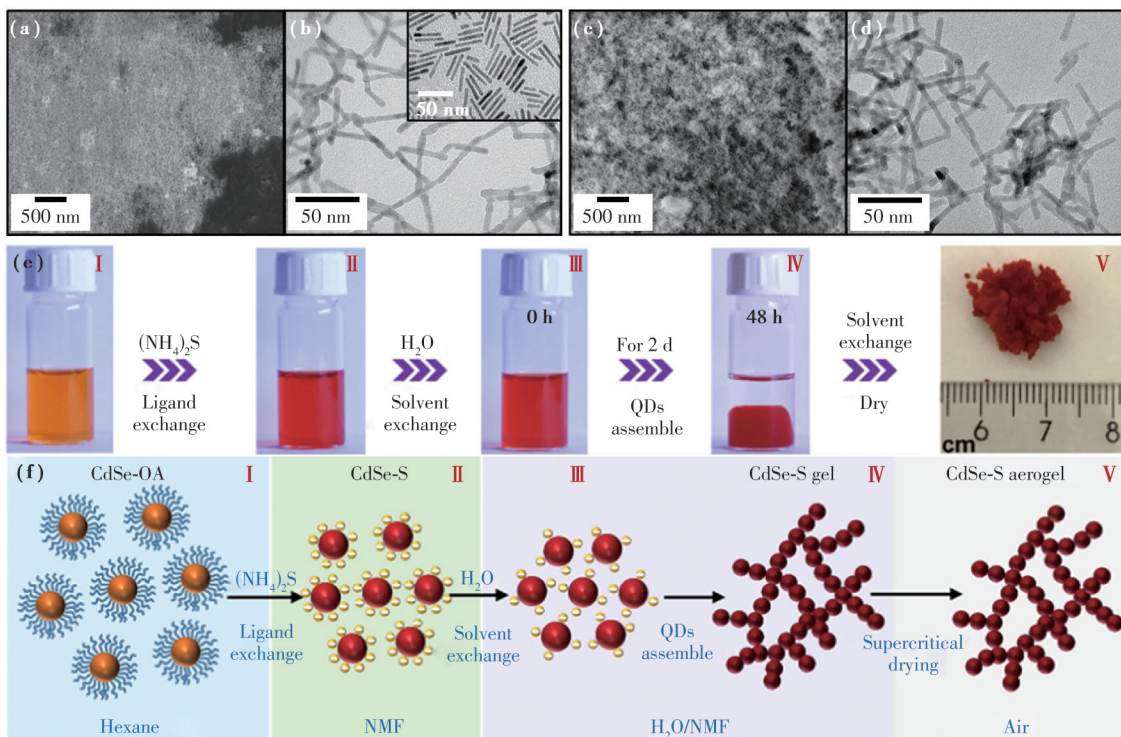 (a)
500 nm
(b)
50 nm
50 nm
(c)
500 nm
(d)
50 nm
(e)
I
(NH₄)₂S
Ligand
exchange
II
H₂O
Solvent
exchange
III
0 h
For 2 d
QDs
assemble
IV
48 h
Solvent
exchange
Dry
V
cm 6 7 8
(f)
CdSe-OA
I
(NH₄)₂S
Ligand
exchange
Hexane
CdSe-S
II
H₂O
Solvent
exchange
NMF
III
QDs
assemble
CdSe-S gel
IV
H₂O/NMF
Supercritical
drying
CdSe-S aerogel
V
Air